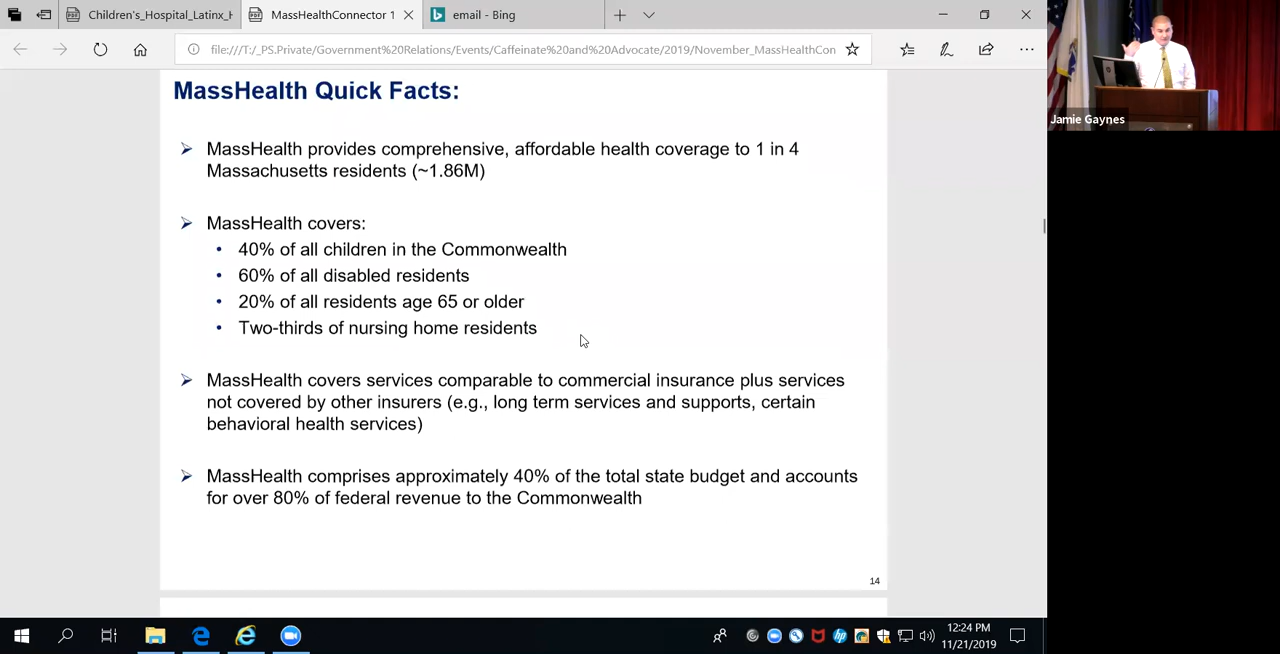 Children's_Hospital_Latinx_H
MassHealthConnector 1
email - Bing
file:///T:/_PS.Private/Government%20Relations/Events/Caffeinate%20and%20Advocate/2019/November_MassHealthCon
Jamie Gaynes
MassHealth Quick Facts:
MassHealth provides comprehensive, affordable health coverage to 1 in 4
Massachusetts residents (~1.86M)
MassHealth covers:
40% of all children in the Commonwealth
60% of all disabled residents
20% of all residents age 65 or older
Two-thirds of nursing home residents
MassHealth covers services comparable to commercial insurance plus services
not covered by other insurers (e.g., long term services and supports, certain
behavioral health services)
MassHealth comprises approximately 40% of the total state budget and accounts
for over 80% of federal revenue to the Commonwealth
14
12:24 PM
11/21/2019